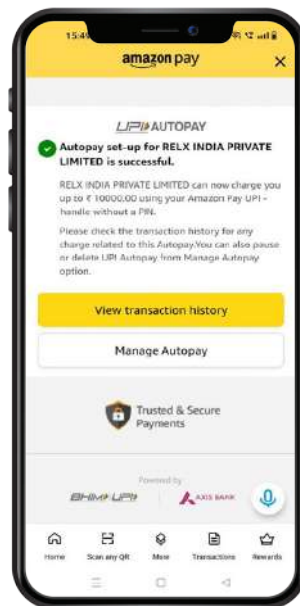 15:49
amazon pay
UPI AUTOPAY
Autopay set-up for RELX INDIA PRIVATE
LIMITED is successful.
RELX INDIA PRIVATE LIMITED can now charge you
up to ₹ 10000.00 using your Amazon Pay UPI -
handle without a PIN.
Please check the transaction history for any
charge related to this Autopay.You can also pause
or delete UPI Autopay from Manage Autopay
option.
View transaction history
Manage Autopay
Trusted & Secure
Payments
Powered by
BHIM UPI
AXIS BANK
Home
Scan any QR
More
Transactions
Rewards